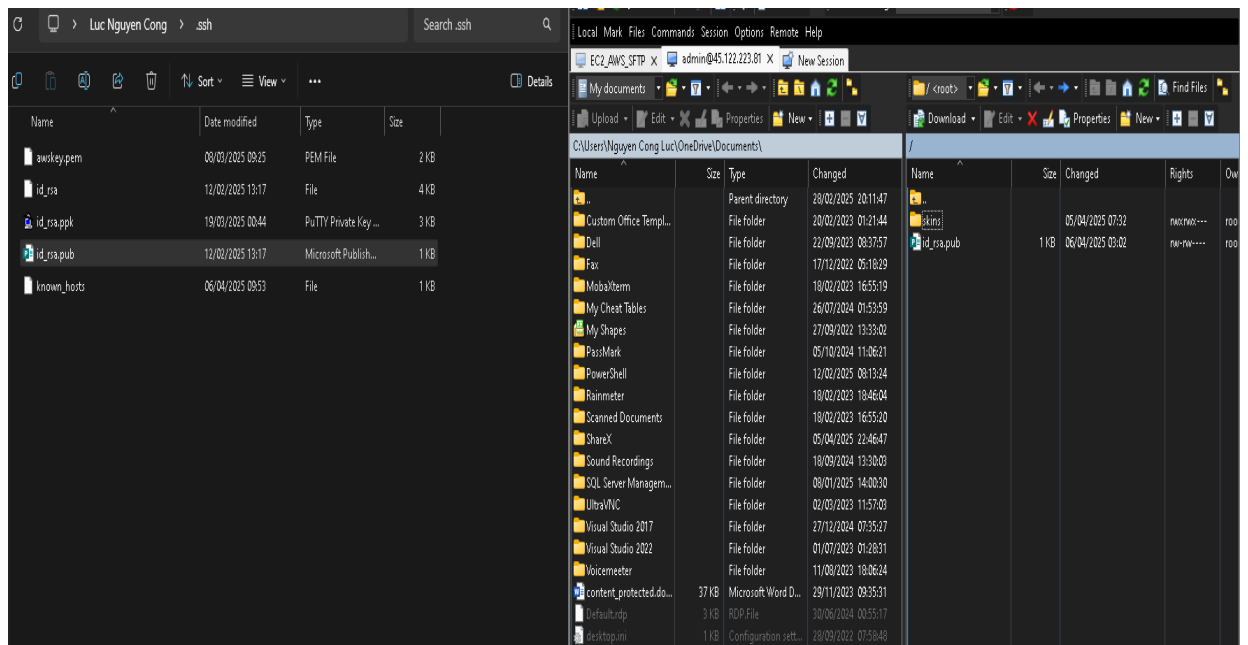 Luc Nguyen Cong > .ssh
Search .ssh
Sort
View
Details
Name Date modified Type Size
awskey.pem 08/03/2025 09:25 PEM File 2 KB
id_rsa 12/02/2025 13:17 File 4 KB
id_rsa.ppk 19/03/2025 00:44 PuTTY Private Key ... 3 KB
id_rsa.pub 12/02/2025 13:17 Microsoft Publish... 1 KB
known_hosts 06/04/2025 09:53 File 1 KB
Local Mark Files Commands Session Options Remote Help
EC2_AWS_SFTP X admin@45.122.223.81 X New Session
My documents
Upload Edit Properties New
C:\Users\Nguyen Cong Luc\OneDrive\Documents\
Name Size Type Changed
.. Parent directory 28/02/2025 20:11:47
Custom Office Templ... File folder 20/02/2023 01:21:44
Dell File folder 22/09/2023 08:37:57
Fax File folder 17/12/2022 05:18:29
MobaXterm File folder 18/02/2023 16:55:19
My Cheat Tables File folder 26/07/2024 01:53:59
My Shapes File folder 27/09/2022 13:33:02
PassMark File folder 05/10/2024 11:06:21
PowerShell File folder 12/02/2025 08:13:24
Rainmeter File folder 18/02/2023 18:46:04
Scanned Documents File folder 18/02/2023 16:55:20
ShareX File folder 05/04/2025 22:46:47
Sound Recordings File folder 18/09/2024 13:30:03
SQL Server Managem... File folder 08/01/2025 14:00:30
UltraVNC File folder 02/03/2023 11:57:03
Visual Studio 2017 File folder 27/12/2024 07:35:27
Visual Studio 2022 File folder 01/07/2023 01:28:31
Voicemeeter File folder 11/08/2023 18:06:24
content_protected.do... 37 KB Microsoft Word D... 29/11/2023 09:35:31
Default.rdp 3 KB RDP File 30/06/2024 00:55:17
desktop.ini 1 KB Configuration sett... 28/09/2022 07:58:48
/ <root> Find Files
Download Edit Properties New
/
Name Size Changed Rights Ow
..
skins 05/04/2025 07:32 rwxrwx--- roo
id_rsa.pub 1 KB 06/04/2025 03:02 rw-rw---- roo